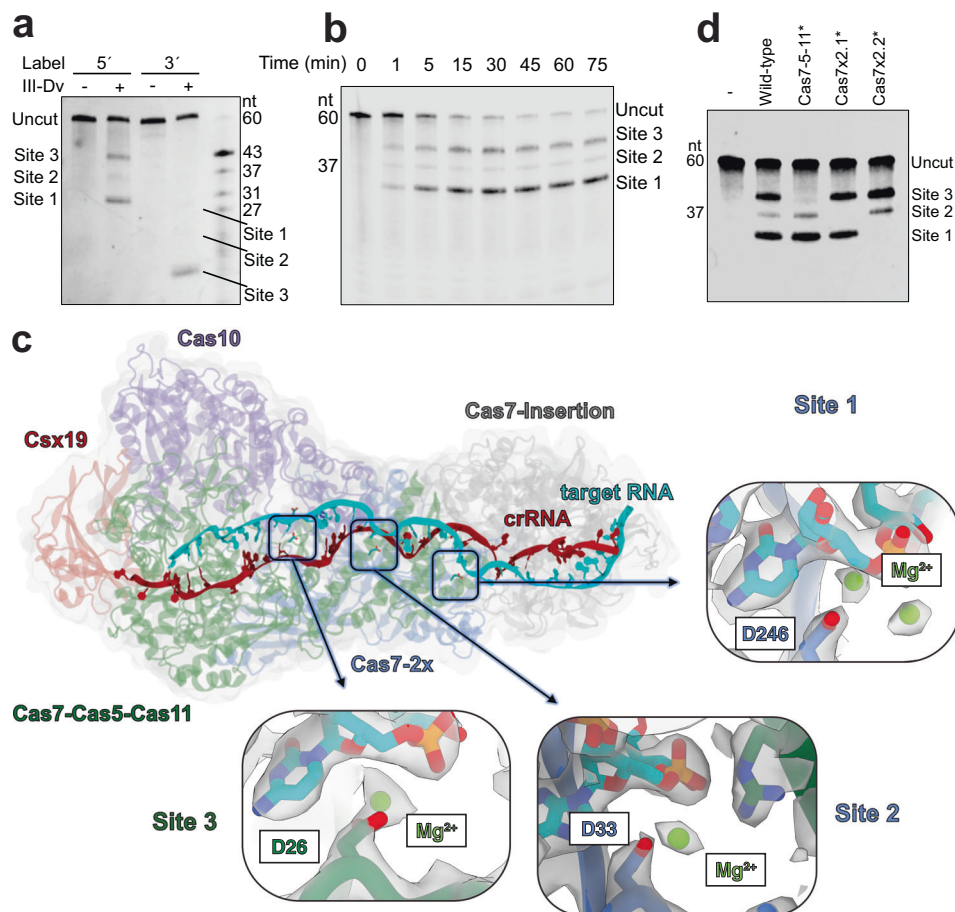 a
Label 5′ 3′
III-Dv - + - +
nt
Uncut 60
Site 3 43
Site 2 37
Site 1 31
27
Site 1
Site 2
Site 3
b
Time (min) 0 1 5 15 30 45 60 75
nt
60 Uncut
Site 3
37 Site 2
Site 1
d
- Wild-type Cas7-5-11* Cas7x2.1* Cas7x2.2*
nt
60 Uncut
Site 3
37 Site 2
Site 1
c
Cas10
Csx19
Cas7-Insertion
target RNA
crRNA
Cas7-2x
Cas7-Cas5-Cas11
Site 1
Mg2+
D246
Site 3
D26
Mg2+
Site 2
D33
Mg2+